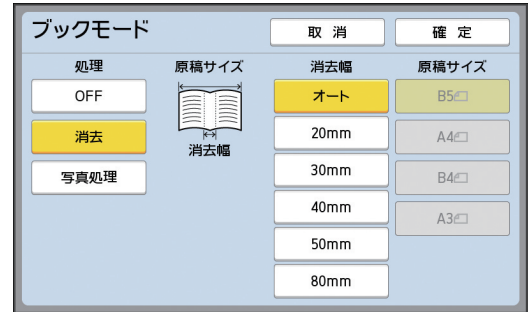 ブックモード
取 消
確 定
処理
原稿サイズ
消去幅
原稿サイズ
OFF
消去
写真処理
消去幅
オート
20mm
30mm
40mm
50mm
80mm
B5
A4
B4
A3